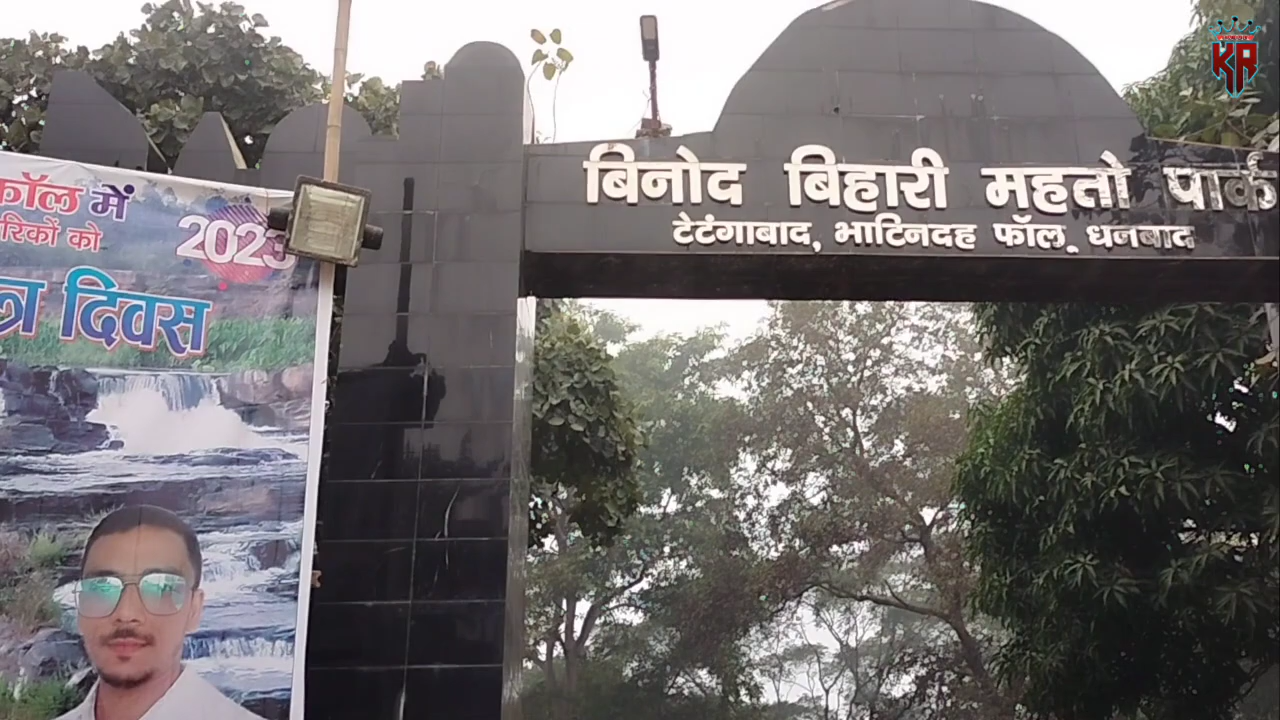 फॉल में
रिकों को
2023
दिवस
बिनोद बिहारी महतो पार्क
टेटंगाबाद, भाटिनदह फॉल, धनबाद
KR